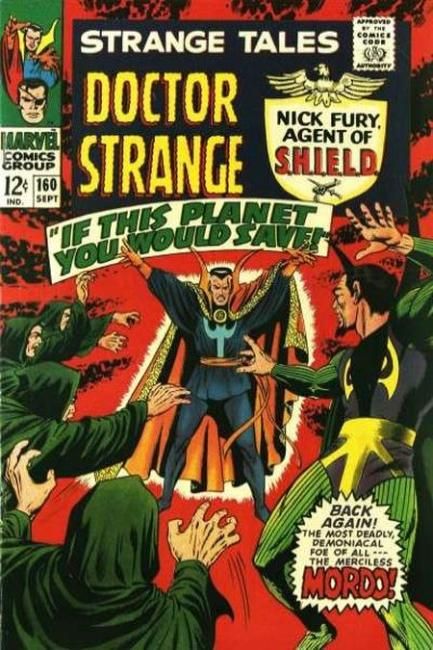 STRANGE TALES
APPROVED
BY THE
COMICS
CODE
AUTHORITY
DOCTOR
STRANGE
NICK FURY,
AGENT OF
S.H.I.E.L.D.
MARVEL
COMICS
GROUP
12¢
IND.
160
SEPT
"IF THIS PLANET
YOU WOULD SAVE!"
BACK
AGAIN!
THE MOST DEADLY,
DEMONIACAL
FOE OF ALL ---
THE MERCILESS
MORDO!